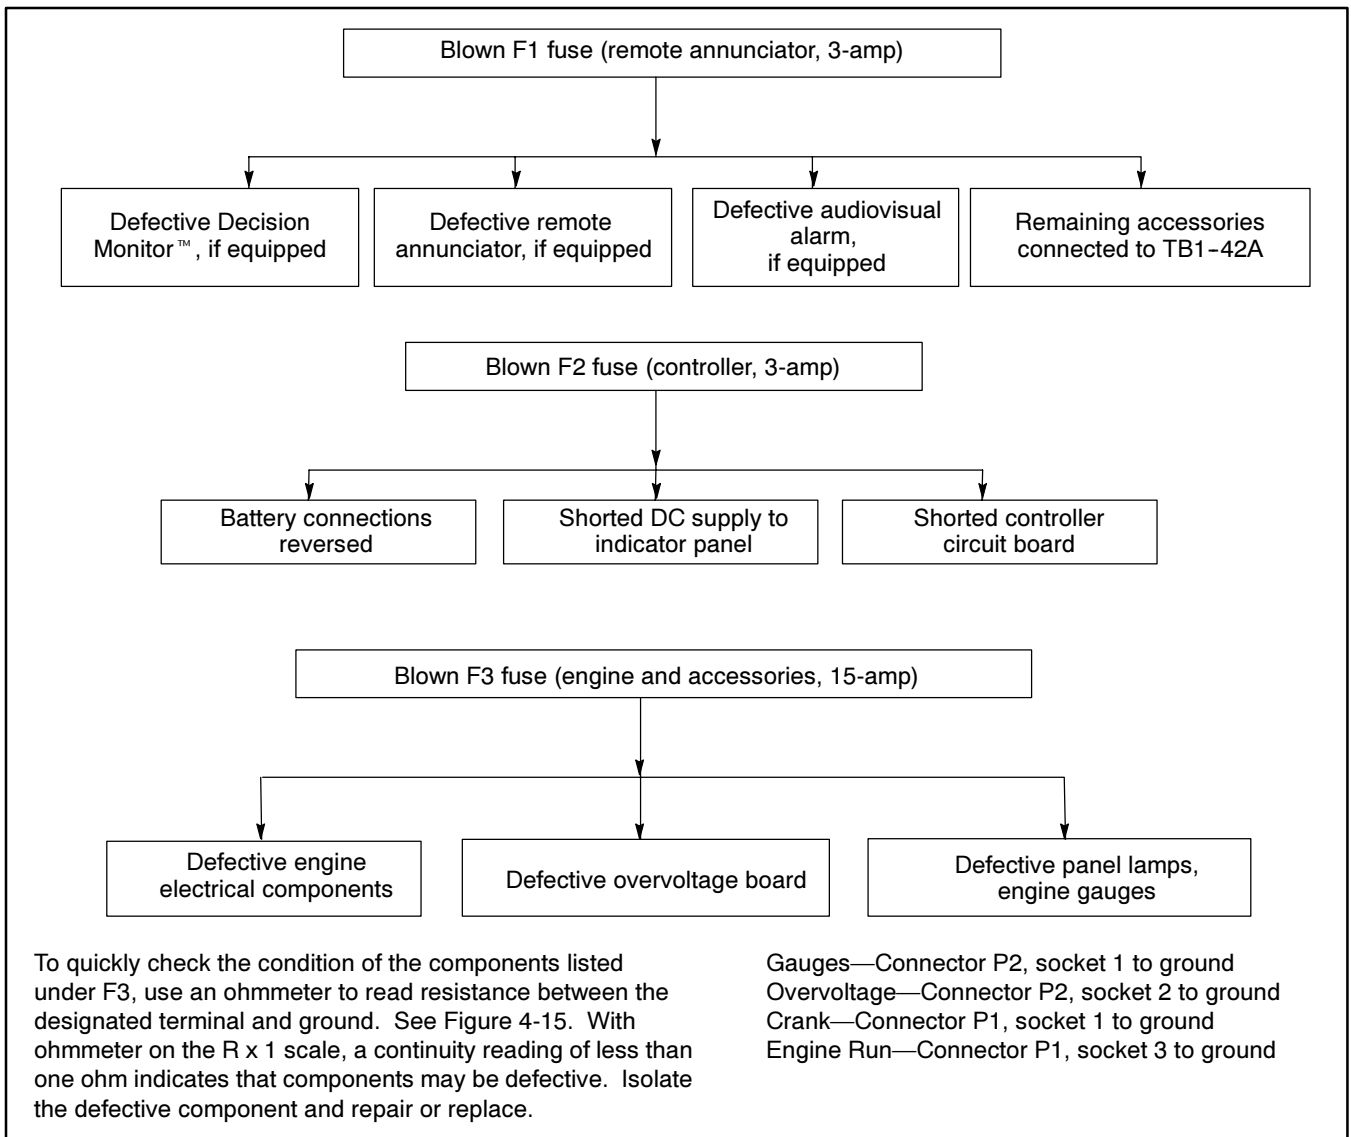 Blown F1 fuse (remote annunciator, 3-amp)
Defective Decision
Monitor™, if equipped
Defective remote
annunciator, if equipped
Defective audiovisual
alarm,
if equipped
Remaining accessories
connected to TB1--42A
Blown F2 fuse (controller, 3-amp)
Battery connections
reversed
Shorted DC supply to
indicator panel
Shorted controller
circuit board
Blown F3 fuse (engine and accessories, 15-amp)
Defective engine
electrical components
Defective overvoltage board
Defective panel lamps,
engine gauges
To quickly check the condition of the components listed
under F3, use an ohmmeter to read resistance between the
designated terminal and ground.  See Figure 4-15.  With
ohmmeter on the R x 1 scale, a continuity reading of less than
one ohm indicates that components may be defective.  Isolate
the defective component and repair or replace.
Gauges—Connector P2, socket 1 to ground
Overvoltage—Connector P2, socket 2 to ground
Crank—Connector P1, socket 1 to ground
Engine Run—Connector P1, socket 3 to ground